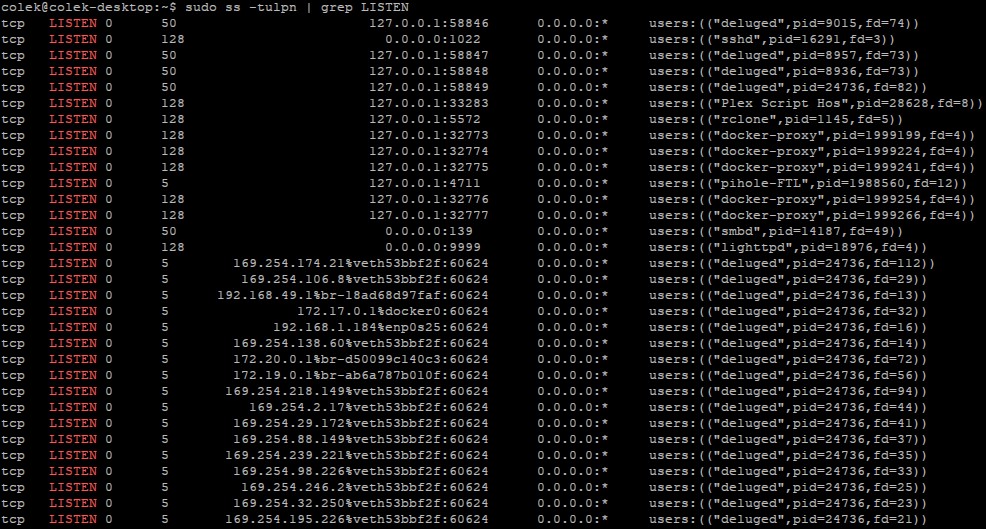 colek@colek-desktop:~$ sudo ss -tulpn | grep LISTEN
tcp LISTEN 0 50 127.0.0.1:58846 0.0.0.0:* users:(("deluged",pid=9015,fd=74))
tcp LISTEN 0 128 0.0.0.0:1022 0.0.0.0:* users:(("sshd",pid=16291,fd=3))
tcp LISTEN 0 50 127.0.0.1:58847 0.0.0.0:* users:(("deluged",pid=8957,fd=73))
tcp LISTEN 0 50 127.0.0.1:58848 0.0.0.0:* users:(("deluged",pid=8936,fd=73))
tcp LISTEN 0 50 127.0.0.1:58849 0.0.0.0:* users:(("deluged",pid=24736,fd=82))
tcp LISTEN 0 128 127.0.0.1:33283 0.0.0.0:* users:(("Plex Script Hos",pid=28628,fd=8))
tcp LISTEN 0 128 127.0.0.1:5572 0.0.0.0:* users:(("rclone",pid=1145,fd=5))
tcp LISTEN 0 128 127.0.0.1:32773 0.0.0.0:* users:(("docker-proxy",pid=1999199,fd=4))
tcp LISTEN 0 128 127.0.0.1:32774 0.0.0.0:* users:(("docker-proxy",pid=1999224,fd=4))
tcp LISTEN 0 128 127.0.0.1:32775 0.0.0.0:* users:(("docker-proxy",pid=1999241,fd=4))
tcp LISTEN 0 5 127.0.0.1:4711 0.0.0.0:* users:(("pihole-FTL",pid=1988560,fd=12))
tcp LISTEN 0 128 127.0.0.1:32776 0.0.0.0:* users:(("docker-proxy",pid=1999254,fd=4))
tcp LISTEN 0 128 127.0.0.1:32777 0.0.0.0:* users:(("docker-proxy",pid=1999266,fd=4))
tcp LISTEN 0 50 0.0.0.0:139 0.0.0.0:* users:(("smbd",pid=14187,fd=49))
tcp LISTEN 0 128 0.0.0.0:9999 0.0.0.0:* users:(("lighttpd",pid=18976,fd=4))
tcp LISTEN 0 5 169.254.174.21%veth53bbf2f:60624 0.0.0.0:* users:(("deluged",pid=24736,fd=112))
tcp LISTEN 0 5 169.254.106.8%veth53bbf2f:60624 0.0.0.0:* users:(("deluged",pid=24736,fd=29))
tcp LISTEN 0 5 192.168.49.1%br-18ad68d97faf:60624 0.0.0.0:* users:(("deluged",pid=24736,fd=13))
tcp LISTEN 0 5 172.17.0.1%docker0:60624 0.0.0.0:* users:(("deluged",pid=24736,fd=32))
tcp LISTEN 0 5 192.168.1.184%enp0s25:60624 0.0.0.0:* users:(("deluged",pid=24736,fd=16))
tcp LISTEN 0 5 169.254.138.60%veth53bbf2f:60624 0.0.0.0:* users:(("deluged",pid=24736,fd=14))
tcp LISTEN 0 5 172.20.0.1%br-d50099c140c3:60624 0.0.0.0:* users:(("deluged",pid=24736,fd=72))
tcp LISTEN 0 5 172.19.0.1%br-ab6a787b010f:60624 0.0.0.0:* users:(("deluged",pid=24736,fd=56))
tcp LISTEN 0 5 169.254.218.149%veth53bbf2f:60624 0.0.0.0:* users:(("deluged",pid=24736,fd=94))
tcp LISTEN 0 5 169.254.2.17%veth53bbf2f:60624 0.0.0.0:* users:(("deluged",pid=24736,fd=44))
tcp LISTEN 0 5 169.254.29.172%veth53bbf2f:60624 0.0.0.0:* users:(("deluged",pid=24736,fd=41))
tcp LISTEN 0 5 169.254.88.149%veth53bbf2f:60624 0.0.0.0:* users:(("deluged",pid=24736,fd=37))
tcp LISTEN 0 5 169.254.239.221%veth53bbf2f:60624 0.0.0.0:* users:(("deluged",pid=24736,fd=35))
tcp LISTEN 0 5 169.254.98.226%veth53bbf2f:60624 0.0.0.0:* users:(("deluged",pid=24736,fd=33))
tcp LISTEN 0 5 169.254.246.2%veth53bbf2f:60624 0.0.0.0:* users:(("deluged",pid=24736,fd=25))
tcp LISTEN 0 5 169.254.32.250%veth53bbf2f:60624 0.0.0.0:* users:(("deluged",pid=24736,fd=23))
tcp LISTEN 0 5 169.254.195.226%veth53bbf2f:60624 0.0.0.0:* users:(("deluged",pid=24736,fd=21))